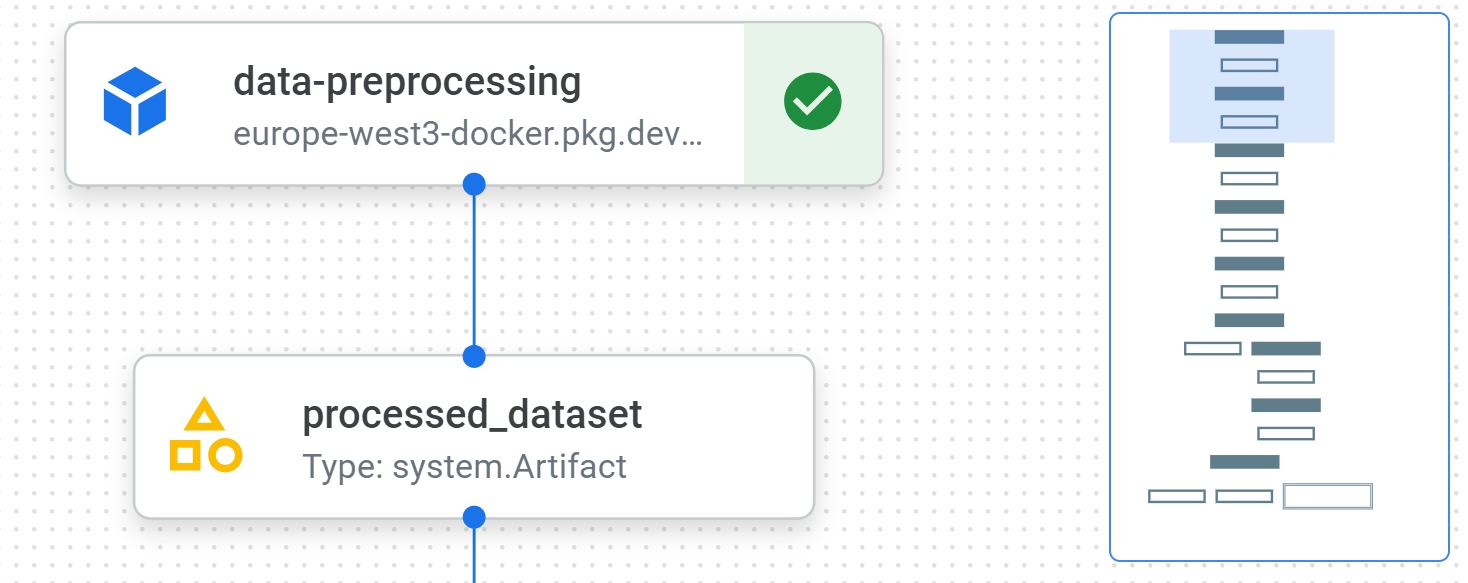 data-preprocessing
europe-west3-docker.pkg.dev...
processed_dataset
Type: system.Artifact